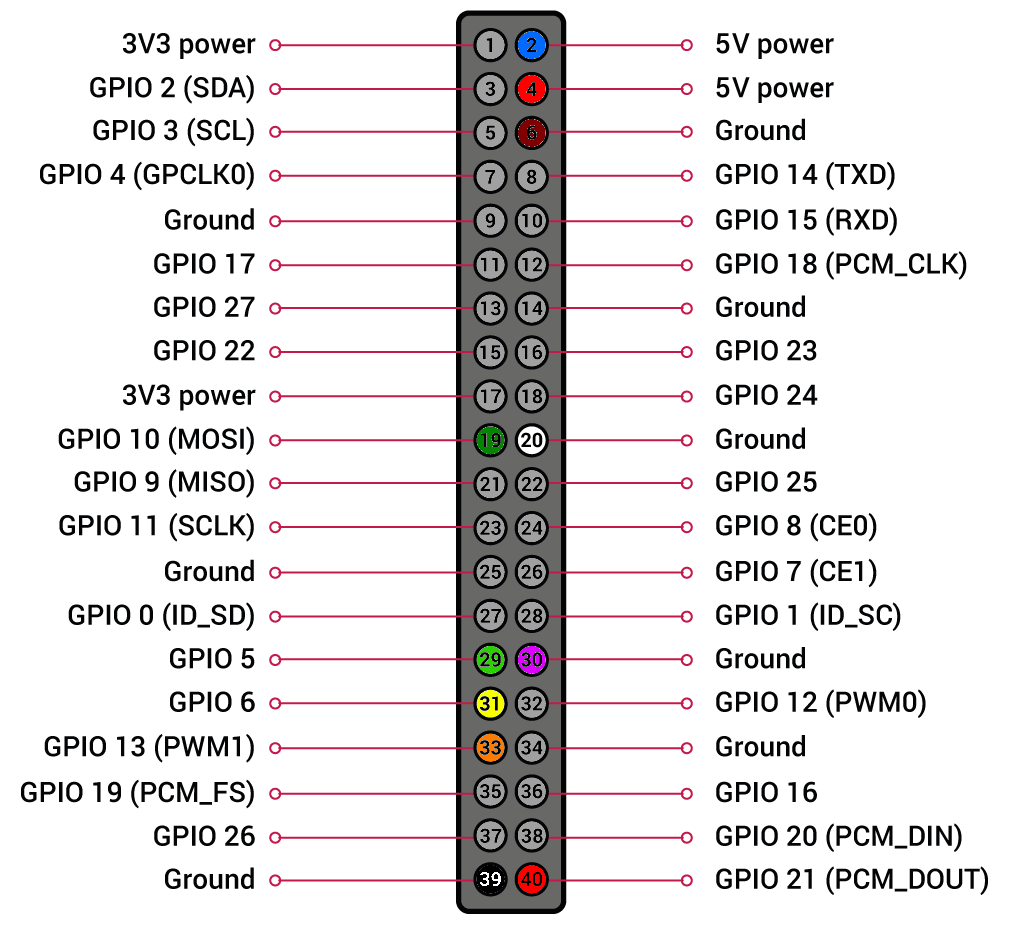 3V3 power 1 2 5V power
GPIO 2 (SDA) 3 4 5V power
GPIO 3 (SCL) 5 6 Ground
GPIO 4 (GPCLK0) 7 8 GPIO 14 (TXD)
Ground 9 10 GPIO 15 (RXD)
GPIO 17 11 12 GPIO 18 (PCM_CLK)
GPIO 27 13 14 Ground
GPIO 22 15 16 GPIO 23
3V3 power 17 18 GPIO 24
GPIO 10 (MOSI) 19 20 Ground
GPIO 9 (MISO) 21 22 GPIO 25
GPIO 11 (SCLK) 23 24 GPIO 8 (CE0)
Ground 25 26 GPIO 7 (CE1)
GPIO 0 (ID_SD) 27 28 GPIO 1 (ID_SC)
GPIO 5 29 30 Ground
GPIO 6 31 32 GPIO 12 (PWM0)
GPIO 13 (PWM1) 33 34 Ground
GPIO 19 (PCM_FS) 35 36 GPIO 16
GPIO 26 37 38 GPIO 20 (PCM_DIN)
Ground 39 40 GPIO 21 (PCM_DOUT)